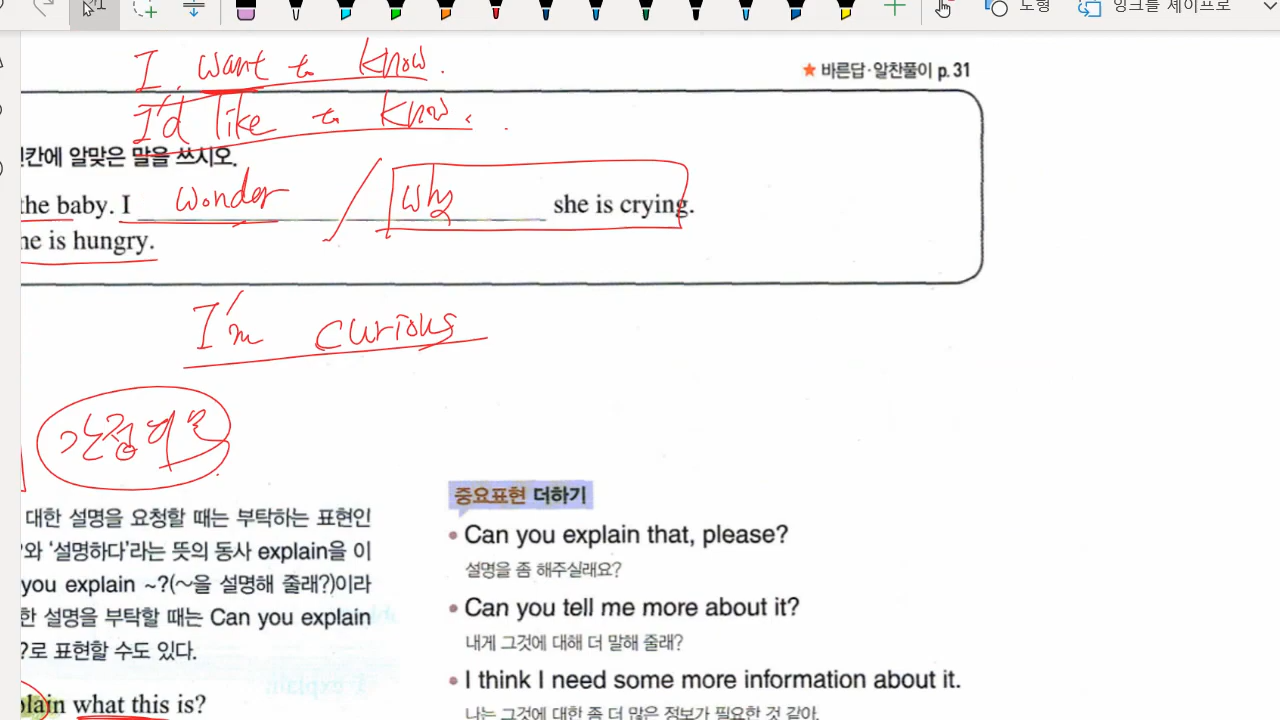 도형
잉크를 셰이프로
I want to know.
★ 바른답·알찬풀이 p. 31
I'd like to know.
빈칸에 알맞은 말을 쓰시오.
the baby. I wonder / why she is crying.
he is hungry.
I'm curious
간접의문
중요표현 더하기
대한 설명을 요청할 때는 부탁하는 표현인
?와 '설명하다'라는 뜻의 동사 explain을 이
you explain ~?(~을 설명해 줄래?)이라
한 설명을 부탁할 때는 Can you explain
?로 표현할 수도 있다.
plain what this is?
• Can you explain that, please?
설명을 좀 해주실래요?
• Can you tell me more about it?
내게 그것에 대해 더 말해 줄래?
• I think I need some more information about it.
나는 그것에 대한 좀 더 많은 정보가 필요한 것 같아.